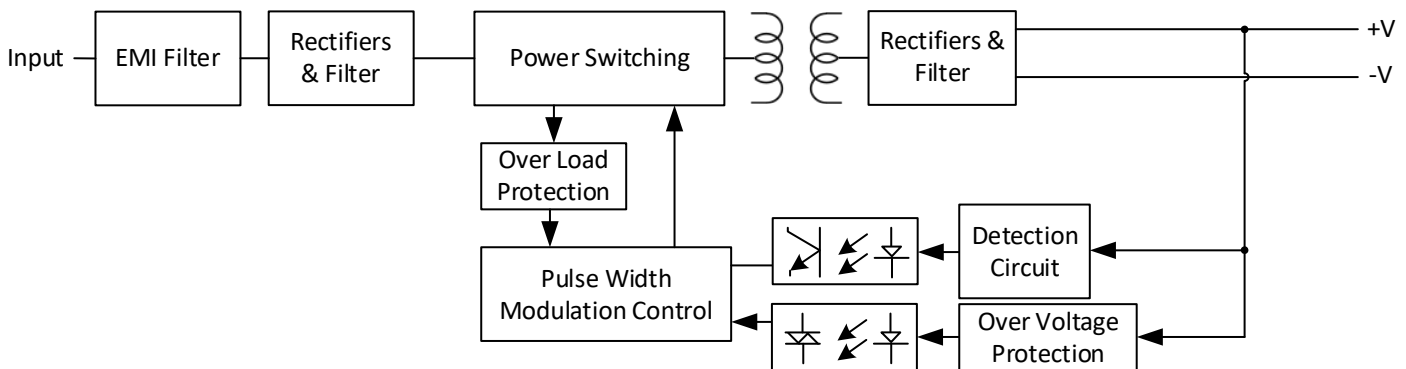 Input
EMI Filter
Rectifiers
& Filter
Power Switching
Rectifiers &
Filter
+V
-V
Over Load
Protection
Pulse Width
Modulation Control
Detection
Circuit
Over Voltage
Protection